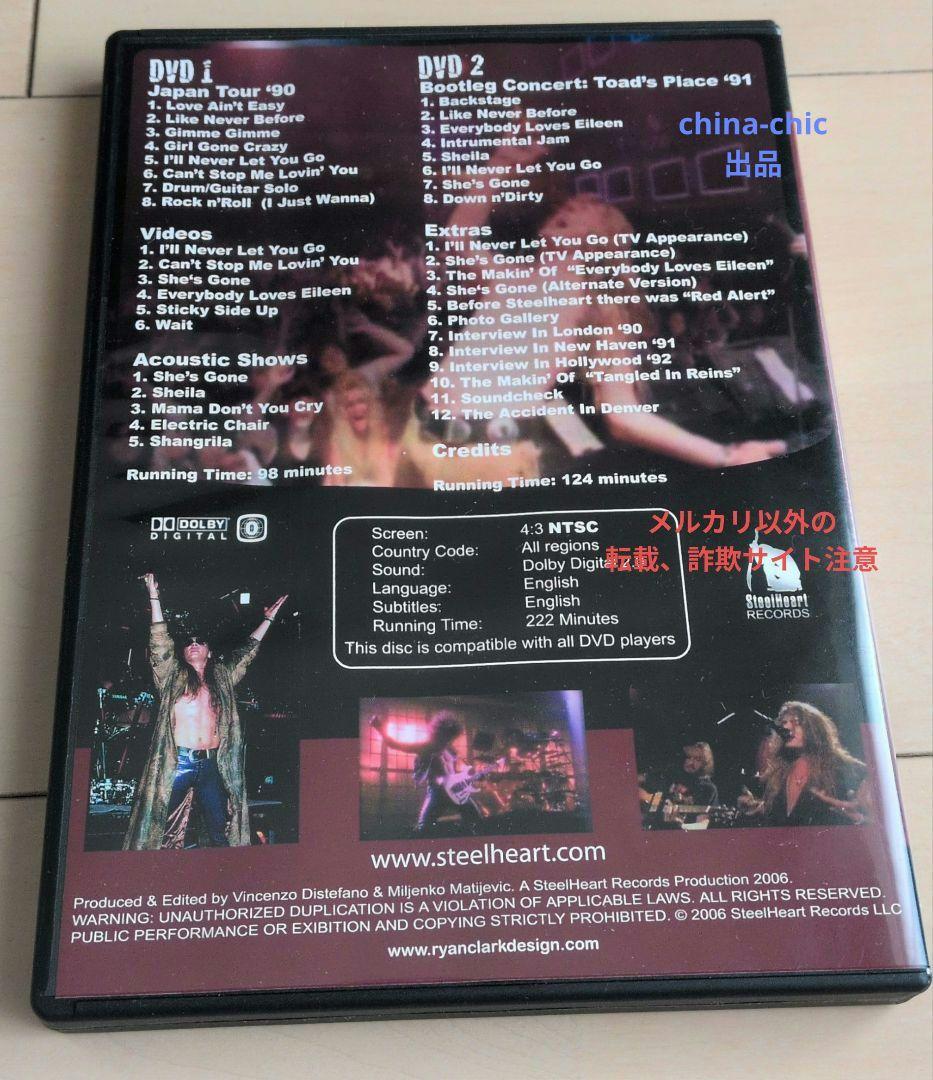 DVD 1
Japan Tour ‘90
1. Love Ain’t Easy
2. Like Never Before
3. Gimme Gimme
4. Girl Gone Crazy
5. I’ll Never Let You Go
6. Can’t Stop Me Lovin’ You
7. Drum/Guitar Solo
8. Rock n’Roll (I Just Wanna)
Videos
1. I’ll Never Let You Go
2. Can’t Stop Me Lovin’ You
3. She’s Gone
4. Everybody Loves Eileen
5. Sticky Side Up
6. Wait
Acoustic Shows
1. She’s Gone
2. Sheila
3. Mama Don’t You Cry
4. Electric Chair
5. Shangrila
Running Time: 98 minutes
DVD 2
Bootleg Concert: Toad’s Place ‘91
1. Backstage
2. Like Never Before
3. Everybody Loves Eileen
4. Intrumental Jam
5. Sheila
6. I’ll Never Let You Go
7. She’s Gone
8. Down n’Dirty
Extras
1. I’ll Never Let You Go (TV Appearance)
2. She’s Gone (TV Appearance)
3. The Makin’ Of “Everybody Loves Eileen”
4. She‘s Gone (Alternate Version)
5. Before Steelheart there was “Red Alert”
6. Photo Gallery
7. Interview In London ‘90
8. Interview In New Haven ‘91
9. Interview In Hollywood ‘92
10. The Makin’ Of “Tangled In Reins”
11. Soundcheck
12. The Accident In Denver
Credits
Running Time: 124 minutes
china-chic
出品
DOLBY
DIGITAL
Screen: 4:3 NTSC
Country Code: All regions
Sound: Dolby Digital 2.0
Language: English
Subtitles: English
Running Time: 222 Minutes
This disc is compatible with all DVD players
メルカリ以外の
転載、詐欺サイト注意
SteelHeart
RECORDS
www.steelheart.com
Produced & Edited by Vincenzo Distefano & Miljenko Matijevic. A SteelHeart Records Production 2006.
WARNING: UNAUTHORIZED DUPLICATION IS A VIOLATION OF APPLICABLE LAWS. ALL RIGHTS RESERVED.
PUBLIC PERFORMANCE OR EXIBITION AND COPYING STRICTLY PROHIBITED. © 2006 SteelHeart Records LLC
www.ryanclarkdesign.com